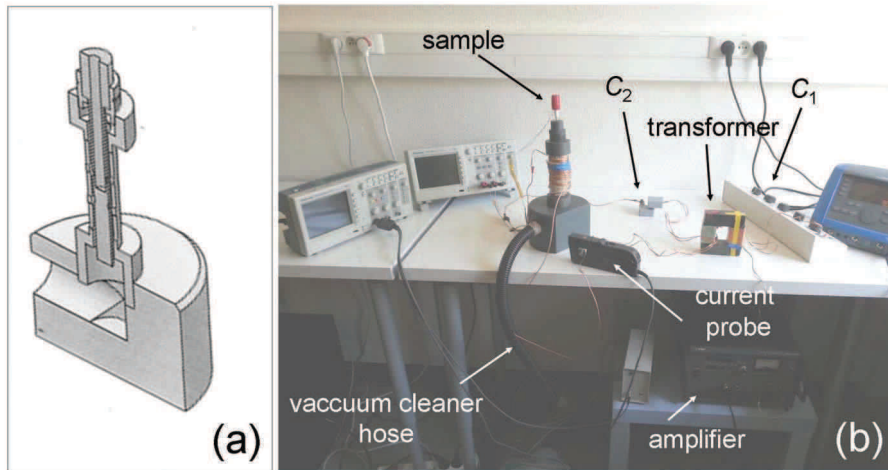 sample
C2
C1
transformer
current
probe
vaccuum cleaner
hose
amplifier
(a)
(b)